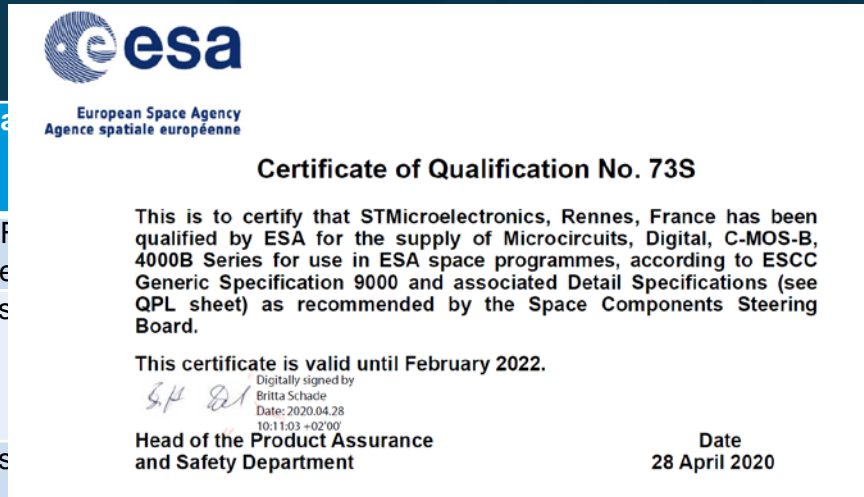 esa
European Space Agency
Agence spatiale européenne
Certificate of Qualification No. 73S
This is to certify that STMicroelectronics, Rennes, France has been
qualified by ESA for the supply of Microcircuits, Digital, C-MOS-B,
4000B Series for use in ESA space programmes, according to ESCC
Generic Specification 9000 and associated Detail Specifications (see
QPL sheet) as recommended by the Space Components Steering
Board.
This certificate is valid until February 2022.
Digitally signed by
Britta Schade
Date: 2020.04.28
10:11:03 +02'00'
Head of the Product Assurance
and Safety Department
Date
28 April 2020